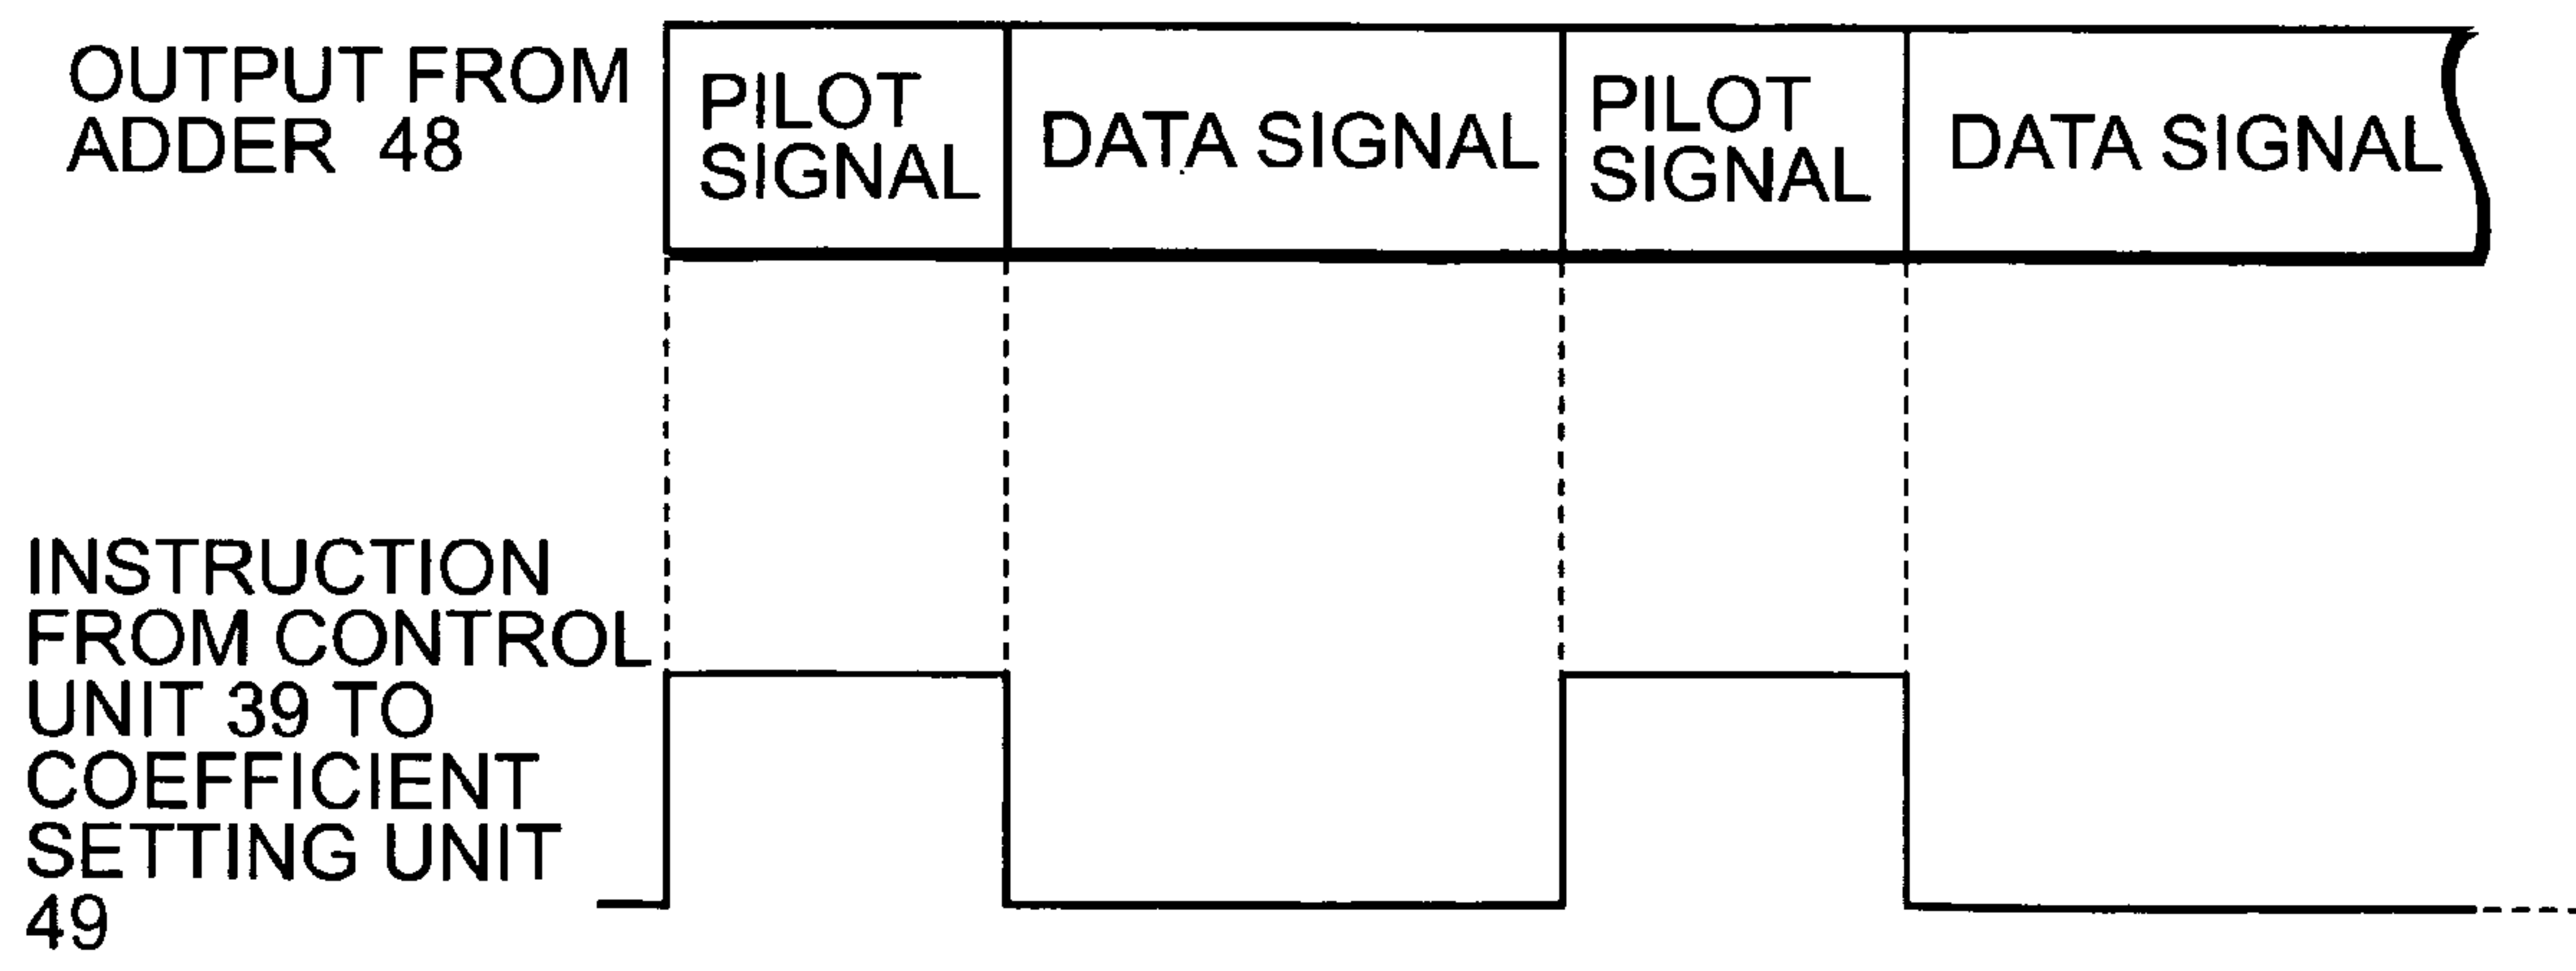 OUTPUT FROM
ADDER 48
PILOT
SIGNAL
DATA SIGNAL
PILOT
SIGNAL
DATA SIGNAL
INSTRUCTION
FROM CONTROL
UNIT 39 TO
COEFFICIENT
SETTING UNIT
49